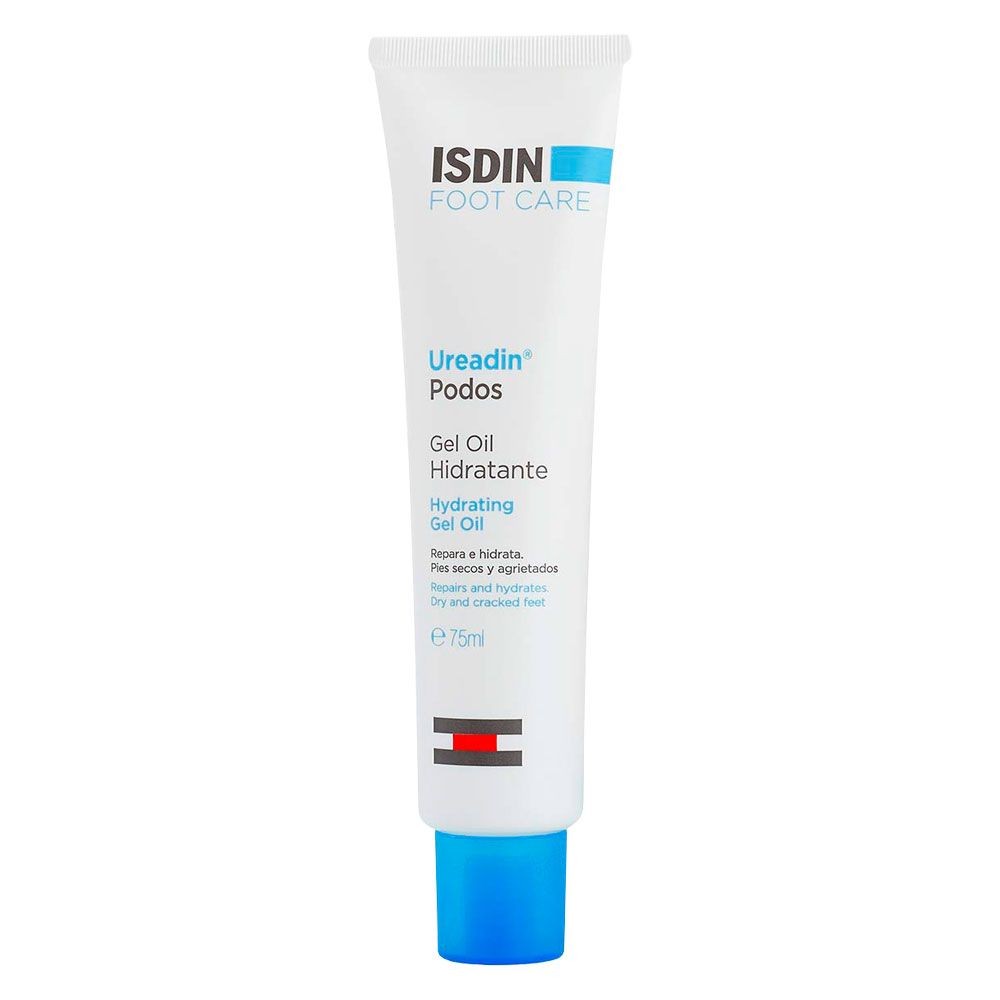 ISDIN
FOOT CARE
Ureadin®
Podos
Gel Oil
Hidratante
Hydrating
Gel Oil
Repara e hidrata.
Pies secos y agrietados
Repairs and hydrates.
Dry and cracked feet
℮ 75ml